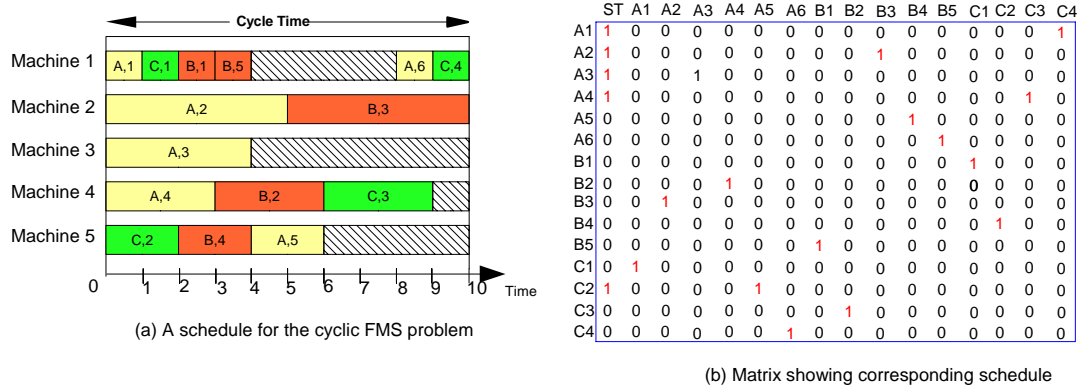 Cycle Time
Machine 1 A,1 C,1 B,1 B,5 A,6 C,4
Machine 2 A,2 B,3
Machine 3 A,3
Machine 4 A,4 B,2 C,3
Machine 5 C,2 B,4 A,5
0 1 2 3 4 5 6 7 8 9 10 Time
(a) A schedule for the cyclic FMS problem
ST A1 A2 A3 A4 A5 A6 B1 B2 B3 B4 B5 C1 C2 C3 C4
A1 1 0 0 0 0 0 0 0 0 0 0 0 0 0 0 1
A2 1 0 0 0 0 0 0 0 0 1 0 0 0 0 0 0
A3 1 0 0 1 0 0 0 0 0 0 0 0 0 0 0 0
A4 1 0 0 0 0 0 0 0 0 0 0 0 0 0 1 0
A5 0 0 0 0 0 0 0 0 0 0 1 0 0 0 0 0
A6 0 0 0 0 0 0 0 0 0 0 0 1 0 0 0 0
B1 0 0 0 0 0 0 0 0 0 0 0 0 1 0 0 0
B2 0 0 0 0 1 0 0 0 0 0 0 0 0 0 0 0
B3 0 0 1 0 0 0 0 0 0 0 0 0 0 0 0 0
B4 0 0 0 0 0 0 0 0 0 0 0 0 0 1 0 0
B5 0 0 0 0 0 0 0 1 0 0 0 0 0 0 0 0
C1 0 1 0 0 0 0 0 0 0 0 0 0 0 0 0 0
C2 1 0 0 0 0 1 0 0 0 0 0 0 0 0 0 0
C3 0 0 0 0 0 0 0 0 1 0 0 0 0 0 0 0
C4 0 0 0 0 0 0 1 0 0 0 0 0 0 0 0 0
(b) Matrix showing corresponding schedule